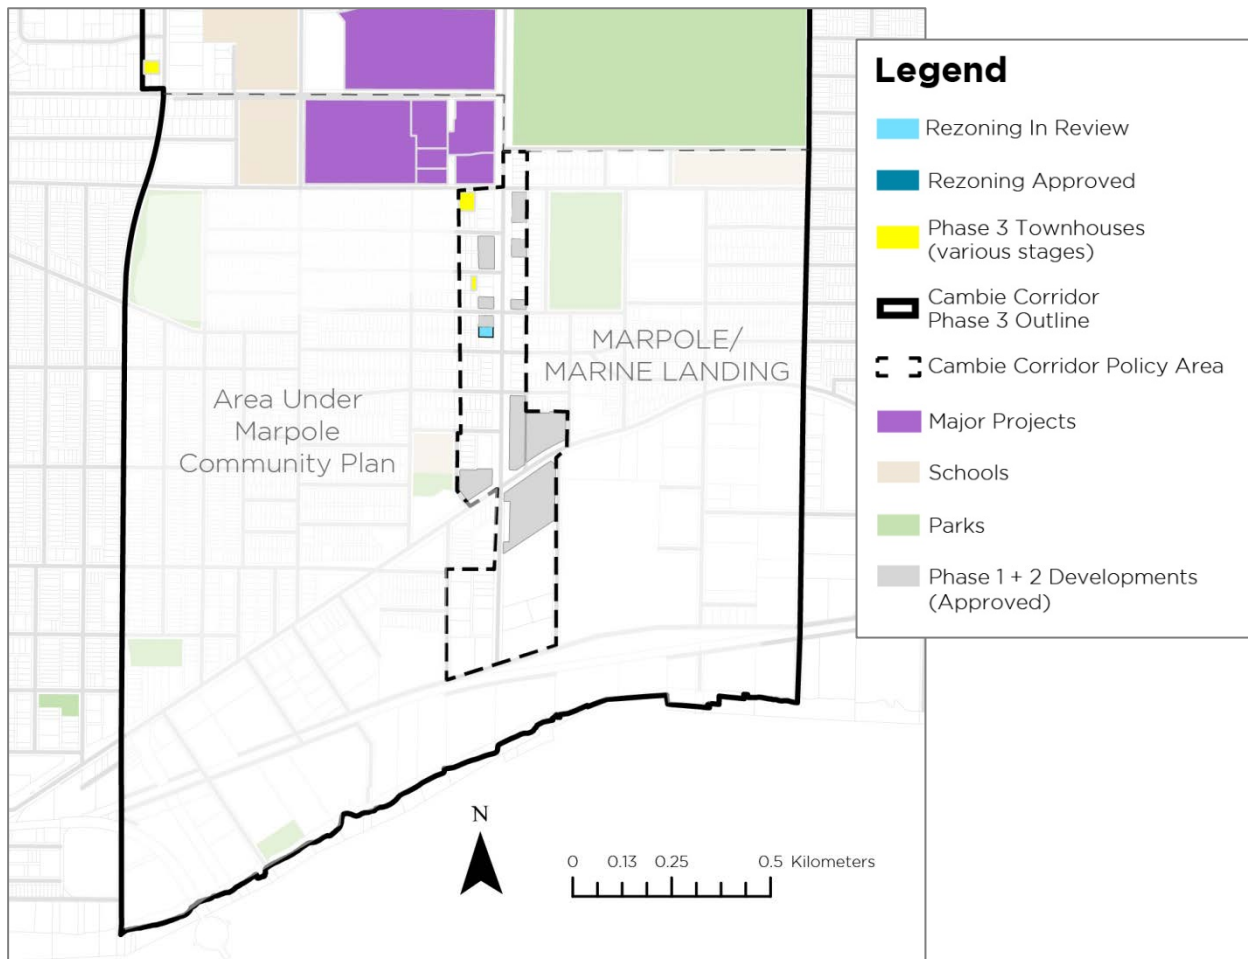 Legend
Rezoning In Review
Rezoning Approved
Phase 3 Townhouses
(various stages)
Cambie Corridor
Phase 3 Outline
Cambie Corridor Policy Area
Major Projects
Schools
Parks
Phase 1 + 2 Developments
(Approved)
MARPOLE/
MARINE LANDING
Area Under
Marpole
Community Plan
N
0 0.13 0.25 0.5 Kilometers